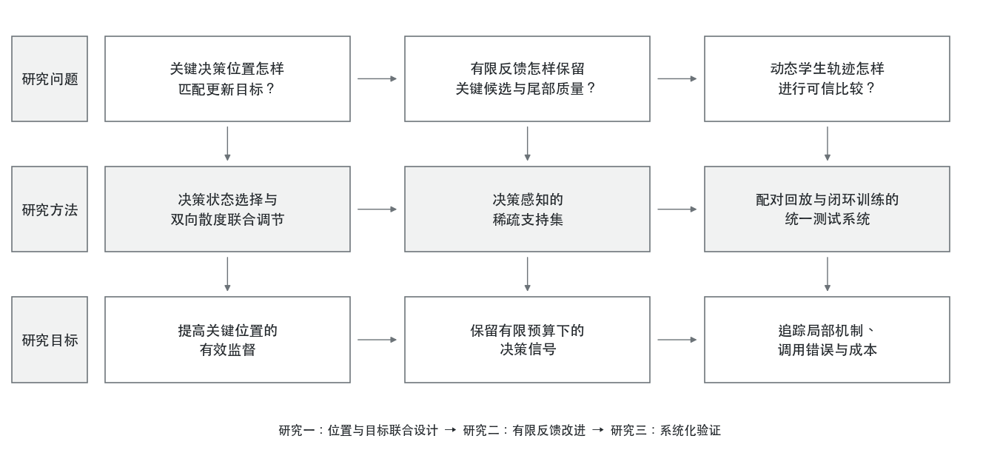 研究问题
关键决策位置怎样
匹配更新目标？
有限反馈怎样保留
关键候选与尾部质量？
动态学生轨迹怎样
进行可信比较？
研究方法
决策状态选择与
双向散度联合调节
决策感知的
稀疏支持集
配对回放与闭环训练的
统一测试系统
研究目标
提高关键位置的
有效监督
保留有限预算下的
决策信号
追踪局部机制、
调用错误与成本
研究一：位置与目标联合设计 → 研究二：有限反馈改进 → 研究三：系统化验证